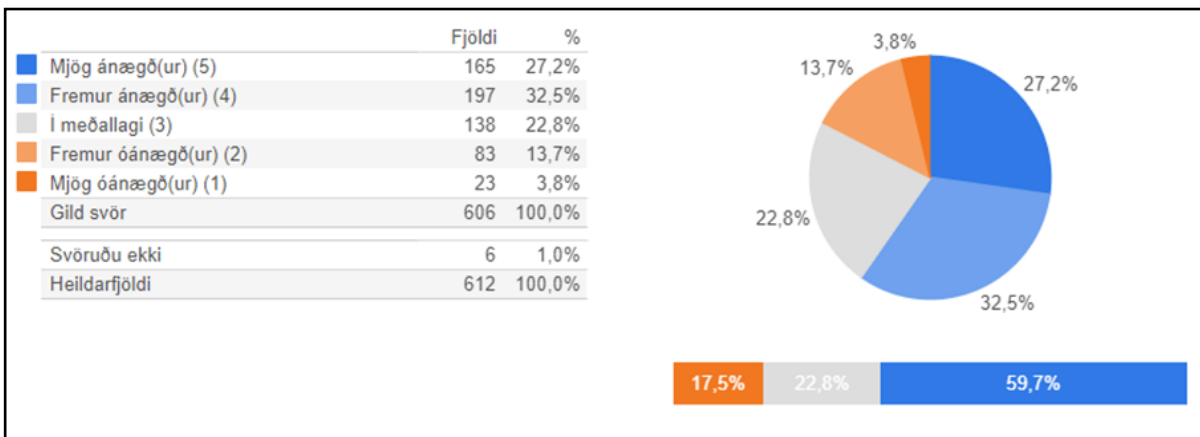 Fjöldi %
Mjög ánægð(ur) (5) 165 27,2%
Fremur ánægð(ur) (4) 197 32,5%
Í meðallagi (3) 138 22,8%
Fremur óánægð(ur) (2) 83 13,7%
Mjög óánægð(ur) (1) 23 3,8%
Gild svör 606 100,0%
Svöruðu ekki 6 1,0%
Heildarfjöldi 612 100,0%
3,8%
13,7%
27,2%
22,8%
32,5%
17,5% 22,8% 59,7%